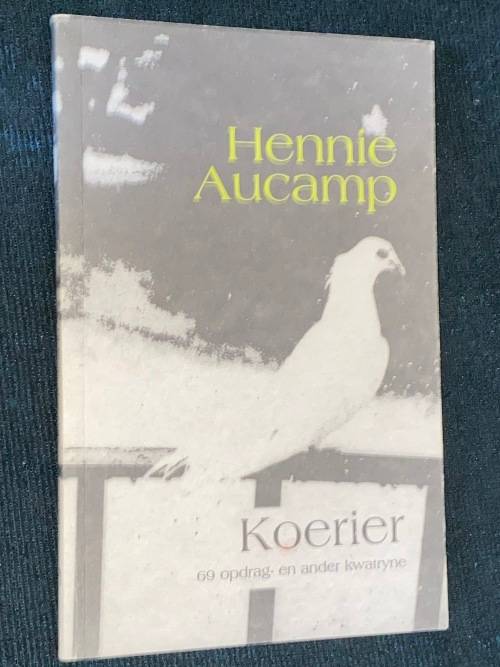 Hennie
Aucamp
Koerier
69 opdrag- en ander kwatryne